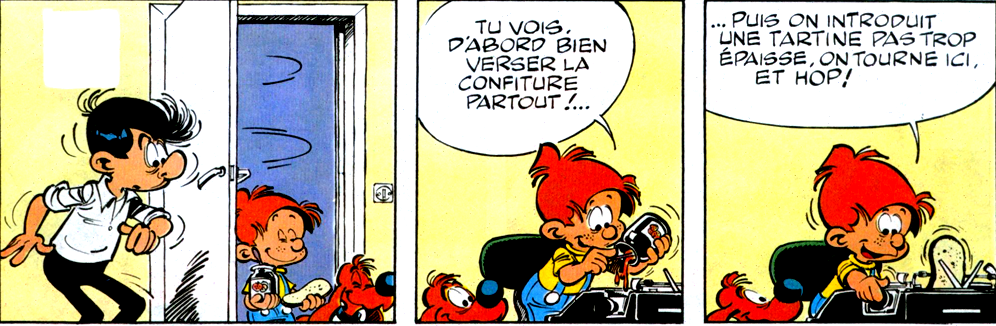 TU VOIS,
D'ABORD BIEN
VERSER LA
CONFITURE
PARTOUT !...
...PUIS ON INTRODUIT
UNE TARTINE PAS TROP
ÉPAISSE, ON TOURNE ICI,
ET HOP!